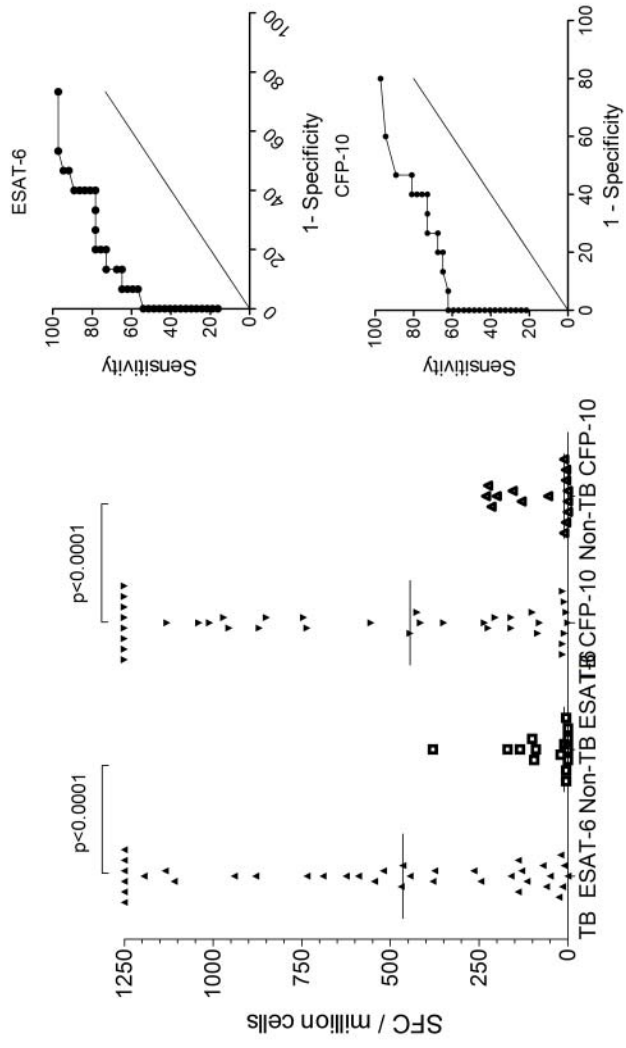 SFC / million cells
1250
1000
750
500
250
0
p<0.0001
p<0.0001
TB ESAT-6 Non-TB ESAT-6 TB CFP-10 Non-TB CFP-10
ESAT-6
Sensitivity
100
80
60
40
20
0
0 20 40 60 80 100
1- Specificity
CFP-10
Sensitivity
100
80
60
40
20
0
0 20 40 60 80 100
1 - Specificity